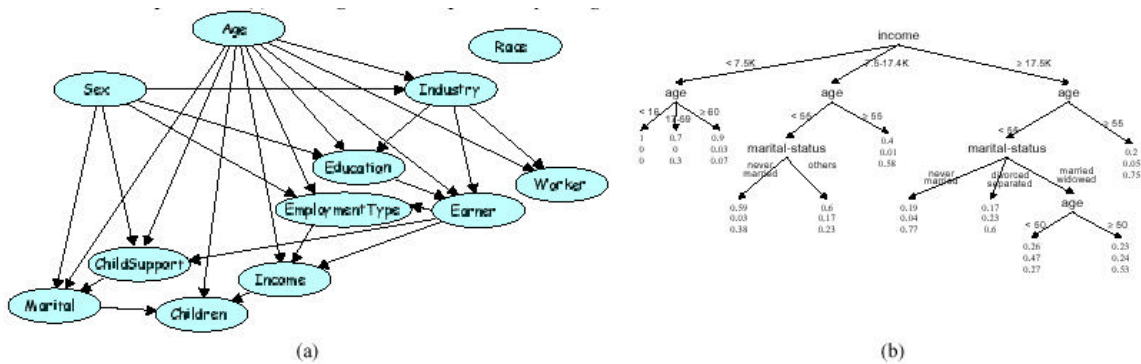 Age
Race
Sex
Industry
Education
Worker
EmploymentType
Earner
ChildSupport
Income
Marital
Children
(a)
income
< 7.5K
7.5-17.4K
≥ 17.5K
age
age
age
< 16
17-59
≥ 60
< 55
≥ 55
< 55
≥ 55
1 0.7 0.9
0 0 0.03
0 0.3 0.07
marital-status
0.4
0.01
0.58
marital-status
0.2
0.05
0.75
never married
others
never married
divorced separated
married widowed
0.59 0.6
0.03 0.17
0.38 0.23
0.19 0.17
0.04 0.23
0.77 0.6
age
< 50
≥ 50
0.26 0.23
0.47 0.24
0.27 0.53
(b)